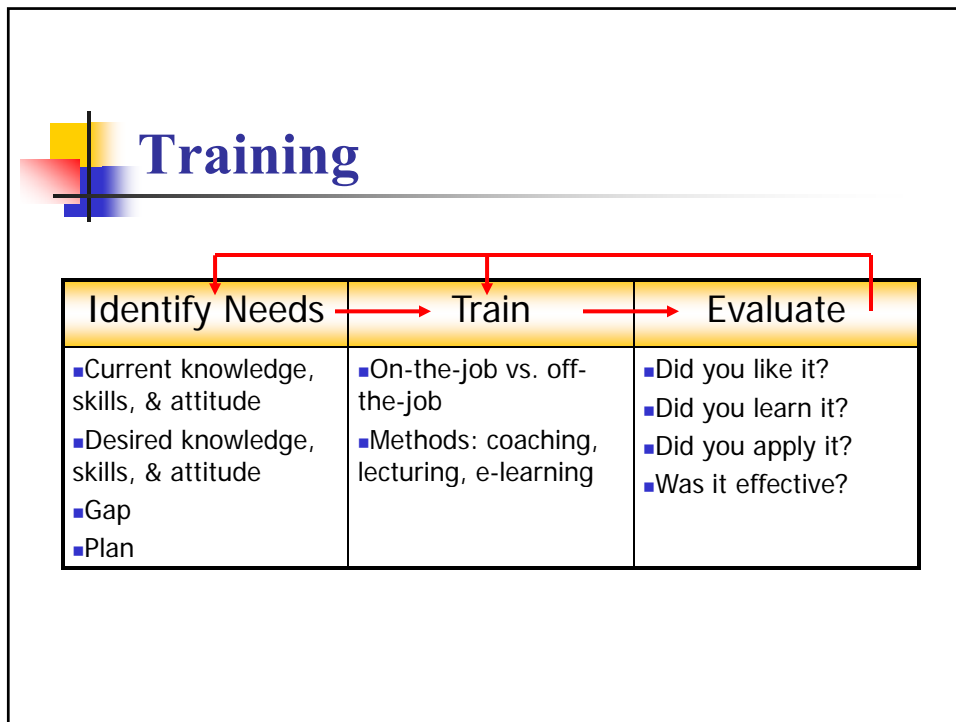 Training
Identify Needs
Train
Evaluate
▪Current knowledge,
skills, & attitude
▪Desired knowledge,
skills, & attitude
▪Gap
▪Plan
▪On-the-job vs. off-
the-job
▪Methods: coaching,
lecturing, e-learning
▪Did you like it?
▪Did you learn it?
▪Did you apply it?
▪Was it effective?